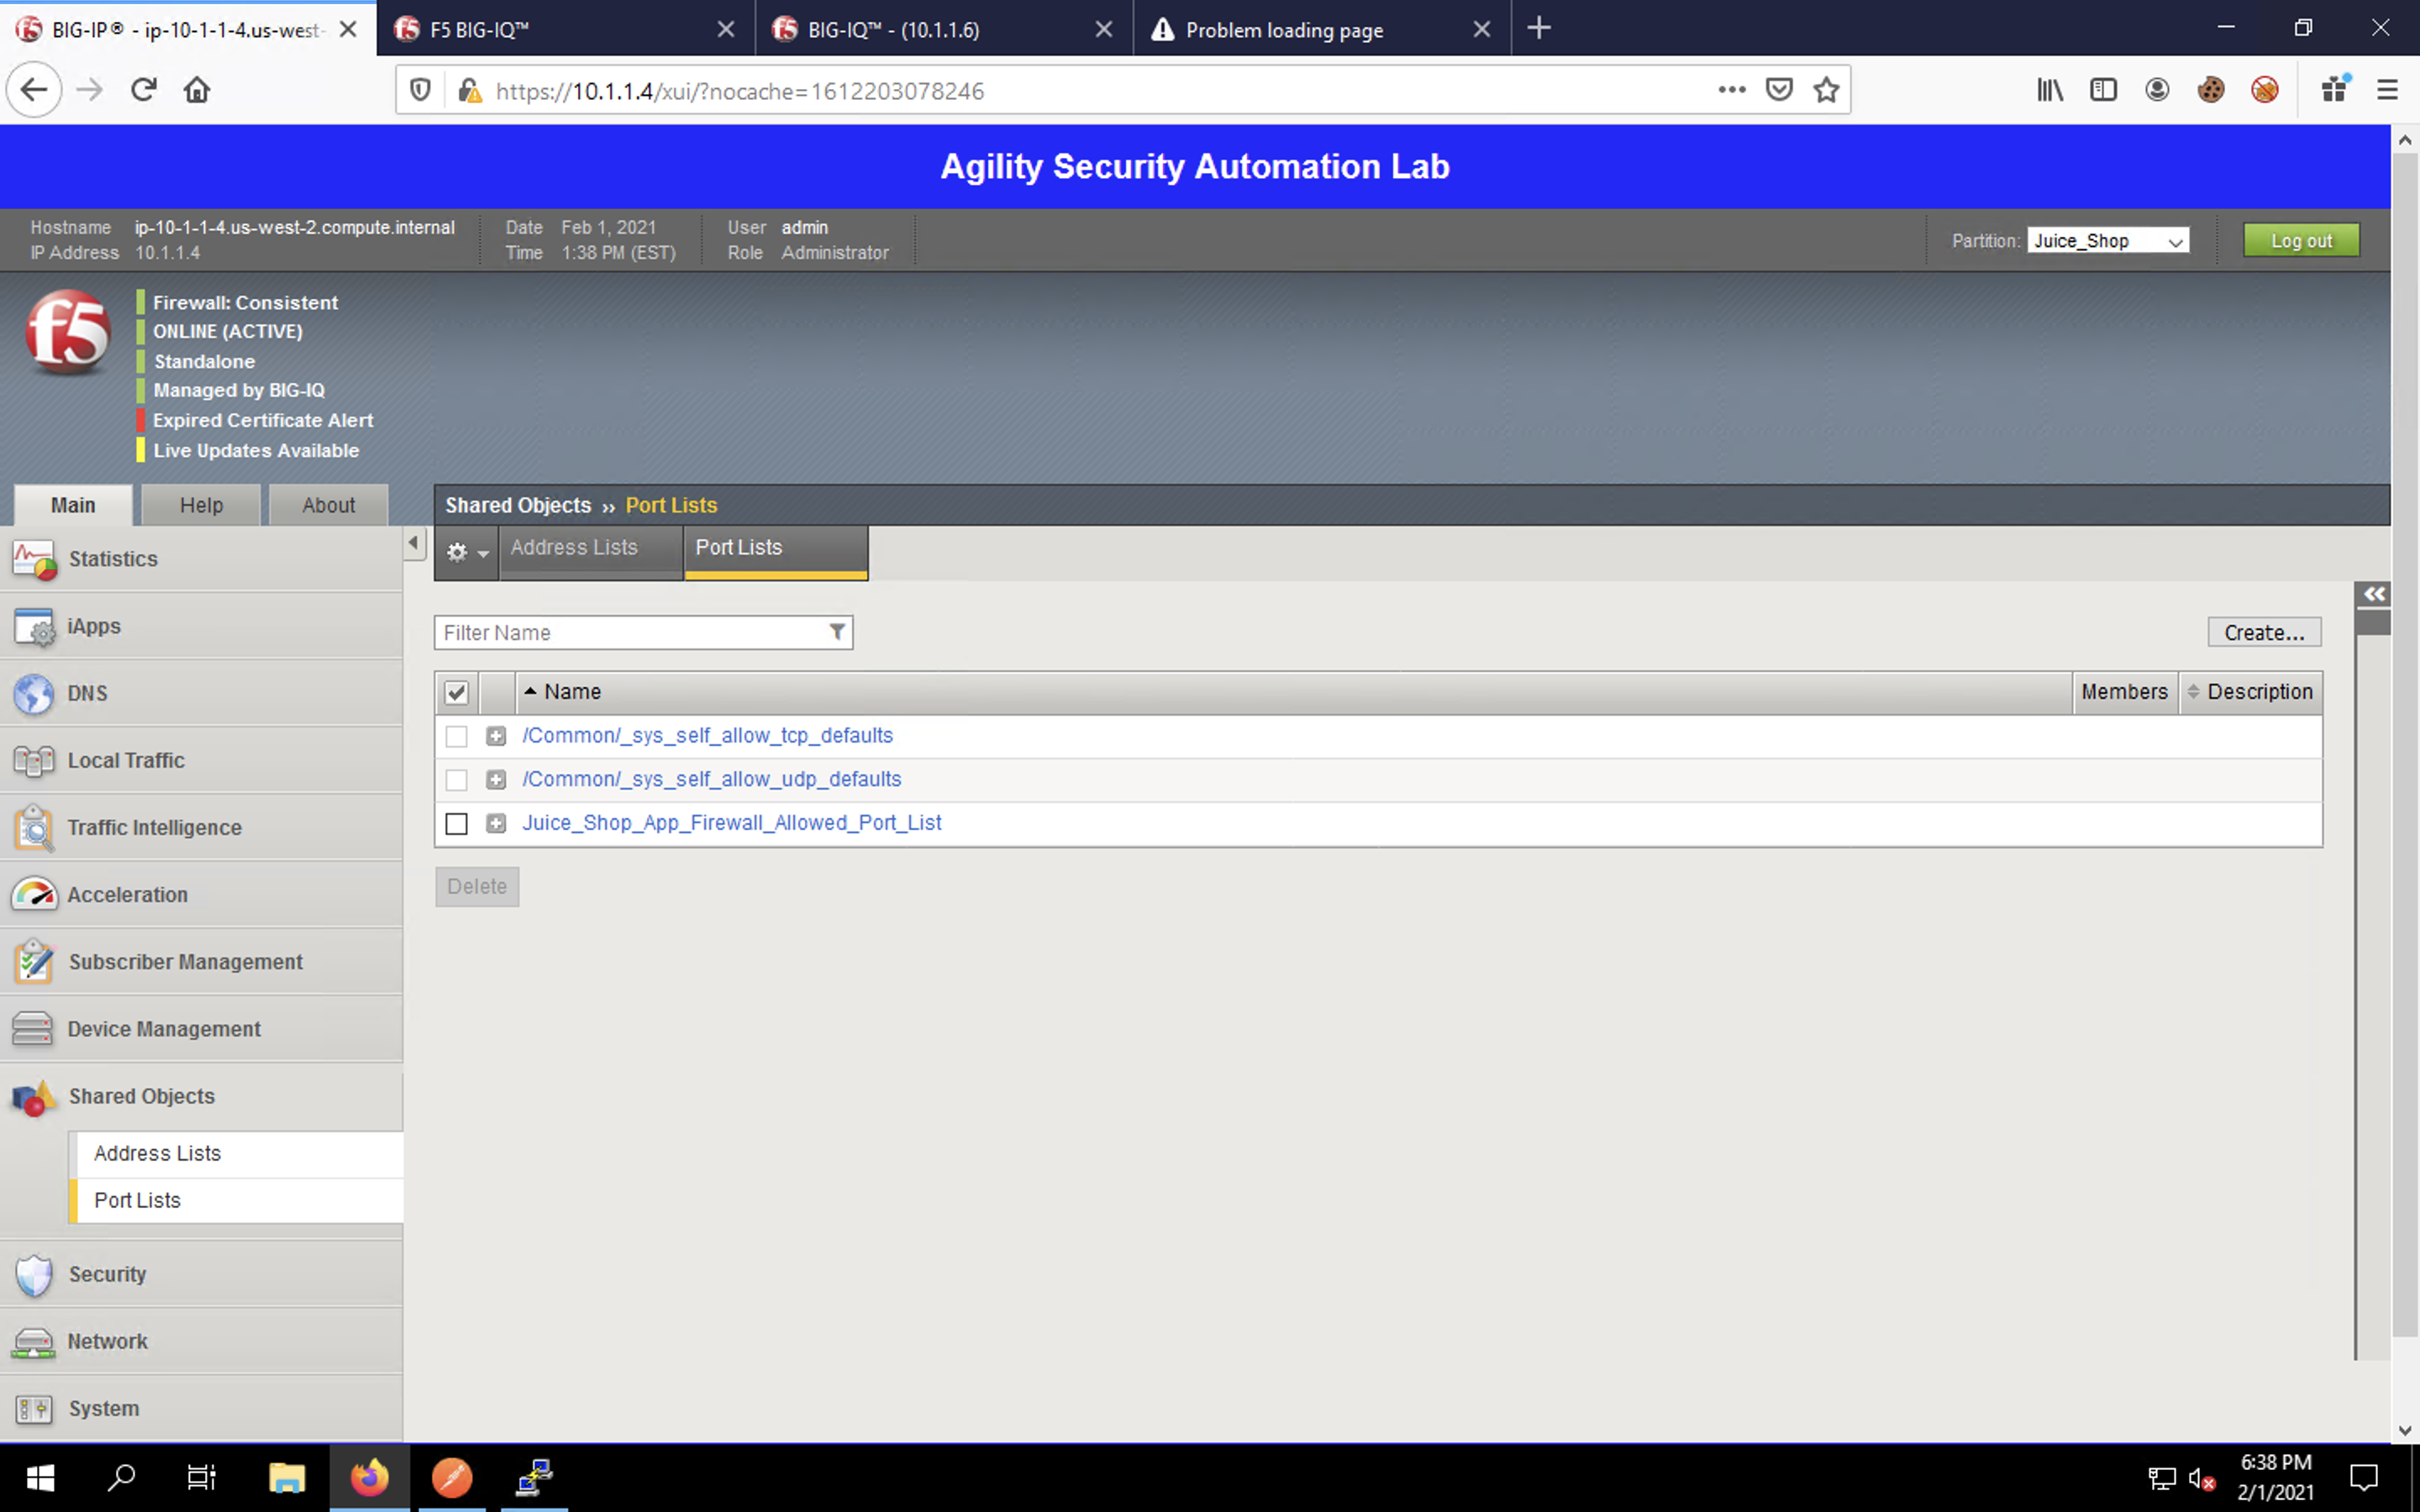 BIG-IP® - ip-10-1-1-4.us-west-
F5 BIG-IQ™
BIG-IQ™ - (10.1.1.6)
Problem loading page
https://10.1.1.4/xui/?nocache=1612203078246
Agility Security Automation Lab
Hostname ip-10-1-1-4.us-west-2.compute.internal
IP Address 10.1.1.4
Date Feb 1, 2021
Time 1:38 PM (EST)
User admin
Role Administrator
Partition: Juice_Shop
Log out
f5
Firewall: Consistent
ONLINE (ACTIVE)
Standalone
Managed by BIG-IQ
Expired Certificate Alert
Live Updates Available
Main
Help
About
Shared Objects ›› Port Lists
Statistics
iApps
DNS
Local Traffic
Traffic Intelligence
Acceleration
Subscriber Management
Device Management
Shared Objects
Address Lists
Port Lists
Security
Network
System
Address Lists
Port Lists
Filter Name
Create...
Name
Members
Description
/Common/_sys_self_allow_tcp_defaults
/Common/_sys_self_allow_udp_defaults
Juice_Shop_App_Firewall_Allowed_Port_List
Delete
6:38 PM
2/1/2021